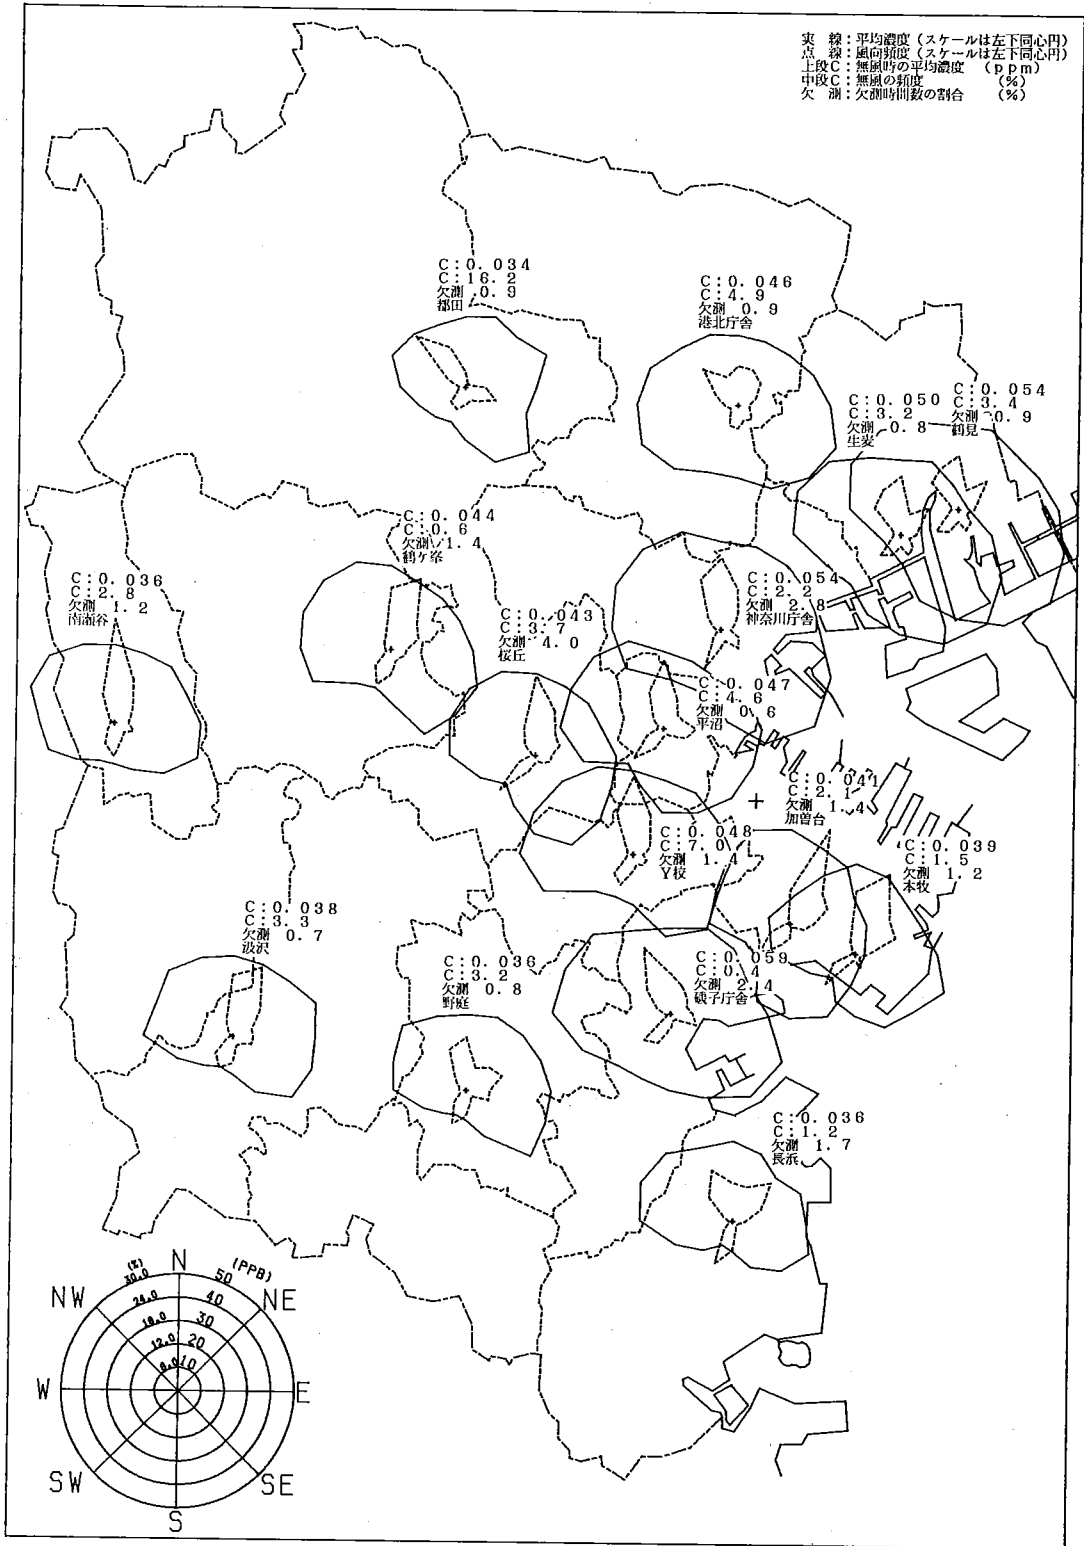 実 線：平均濃度（スケールは左下同心円）
点 線：風向頻度（スケールは左下同心円）
上段C：無風時の平均濃度 （ppm）
中段C：無風の頻度 （%）
欠 測：欠測時間数の割合 （%）
C:0.034
C:16.2
欠測 0.9
都田
C:0.046
C:4.9
欠測 0.9
港北庁舎
C:0.050
C:3.2
欠測 0.8
生麦
C:0.054
C:3.4
欠測 0.9
鶴見
C:0.044
C:0.6
欠測 1.4
鶴ケ峯
C:0.036
C:2.8
欠測 1.2
南瀬谷
C:0.043
C:3.7
欠測 4.0
桜丘
C:0.054
C:2.2
欠測 2.8
神奈川庁舎
C:0.047
C:4.6
欠測 0.6
平沼
C:0.041
C:2.1
欠測 1.4
加曽台
C:0.048
C:7.0
欠測 1.4
Y校
C:0.039
C:1.5
欠測 1.2
本牧
C:0.038
C:3.3
欠測 0.7
汲沢
C:0.036
C:3.2
欠測 0.8
野庭
C:0.059
C:0.4
欠測 2.4
磯子庁舎
C:0.036
C:1.2
欠測 1.7
長浜
N
(%) (PPB)
30.0 50
NW NE
24.0 40
18.0 30
12.0 20
6.0 10
W E
SW SE
S